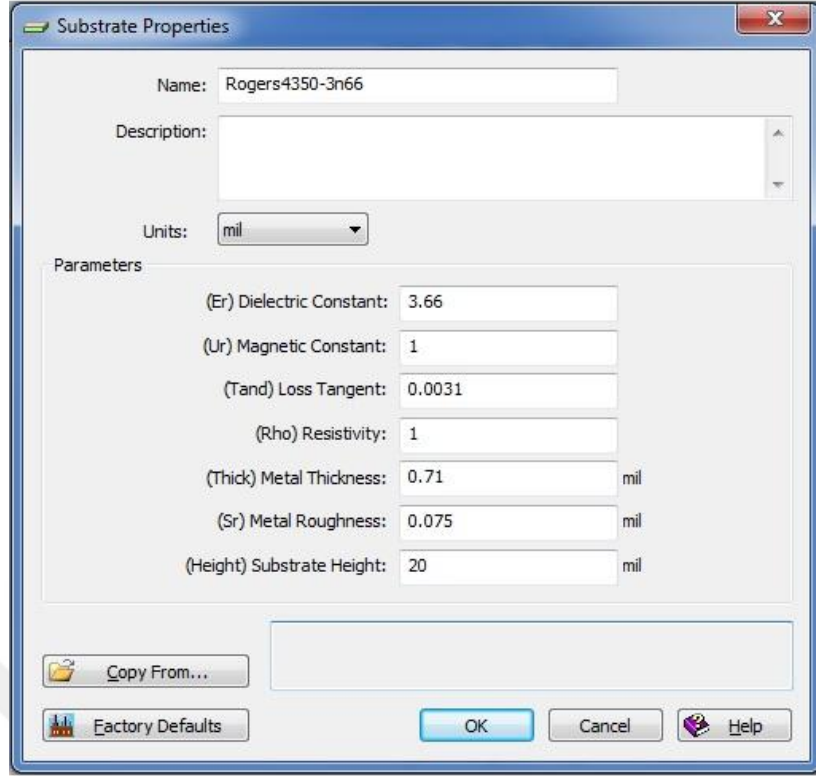 Substrate Properties
Name: Rogers4350-3n66
Description:
Units: mil
Parameters
(Er) Dielectric Constant: 3.66
(Ur) Magnetic Constant: 1
(Tand) Loss Tangent: 0.0031
(Rho) Resistivity: 1
(Thick) Metal Thickness: 0.71 mil
(Sr) Metal Roughness: 0.075 mil
(Height) Substrate Height: 20 mil
Copy From...
Factory Defaults OK Cancel Help